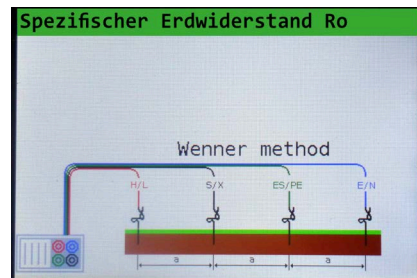 Spezifischer Erdwiderstand Ro
Wenner method
H/L S/X ES/PE E/N
a a a